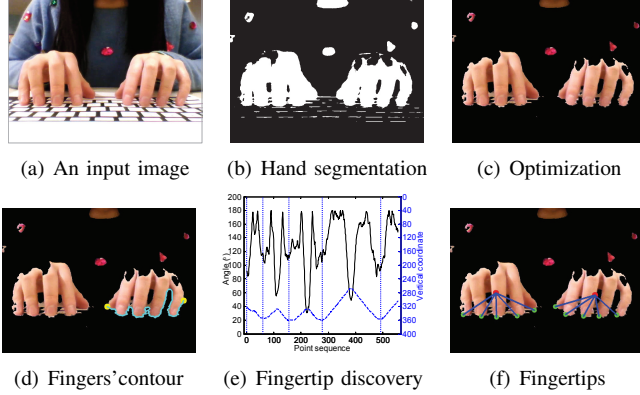 (a) An input image
(b) Hand segmentation
(c) Optimization
200
180
160
140
120
100
80
60
40
20
0
Angle (°)
0
40
80
120
160
200
240
280
320
360
400
Vertical coordinate
0 100 200 300 400 500
Point sequence
(d) Fingers'contour
(e) Fingertip discovery
(f) Fingertips